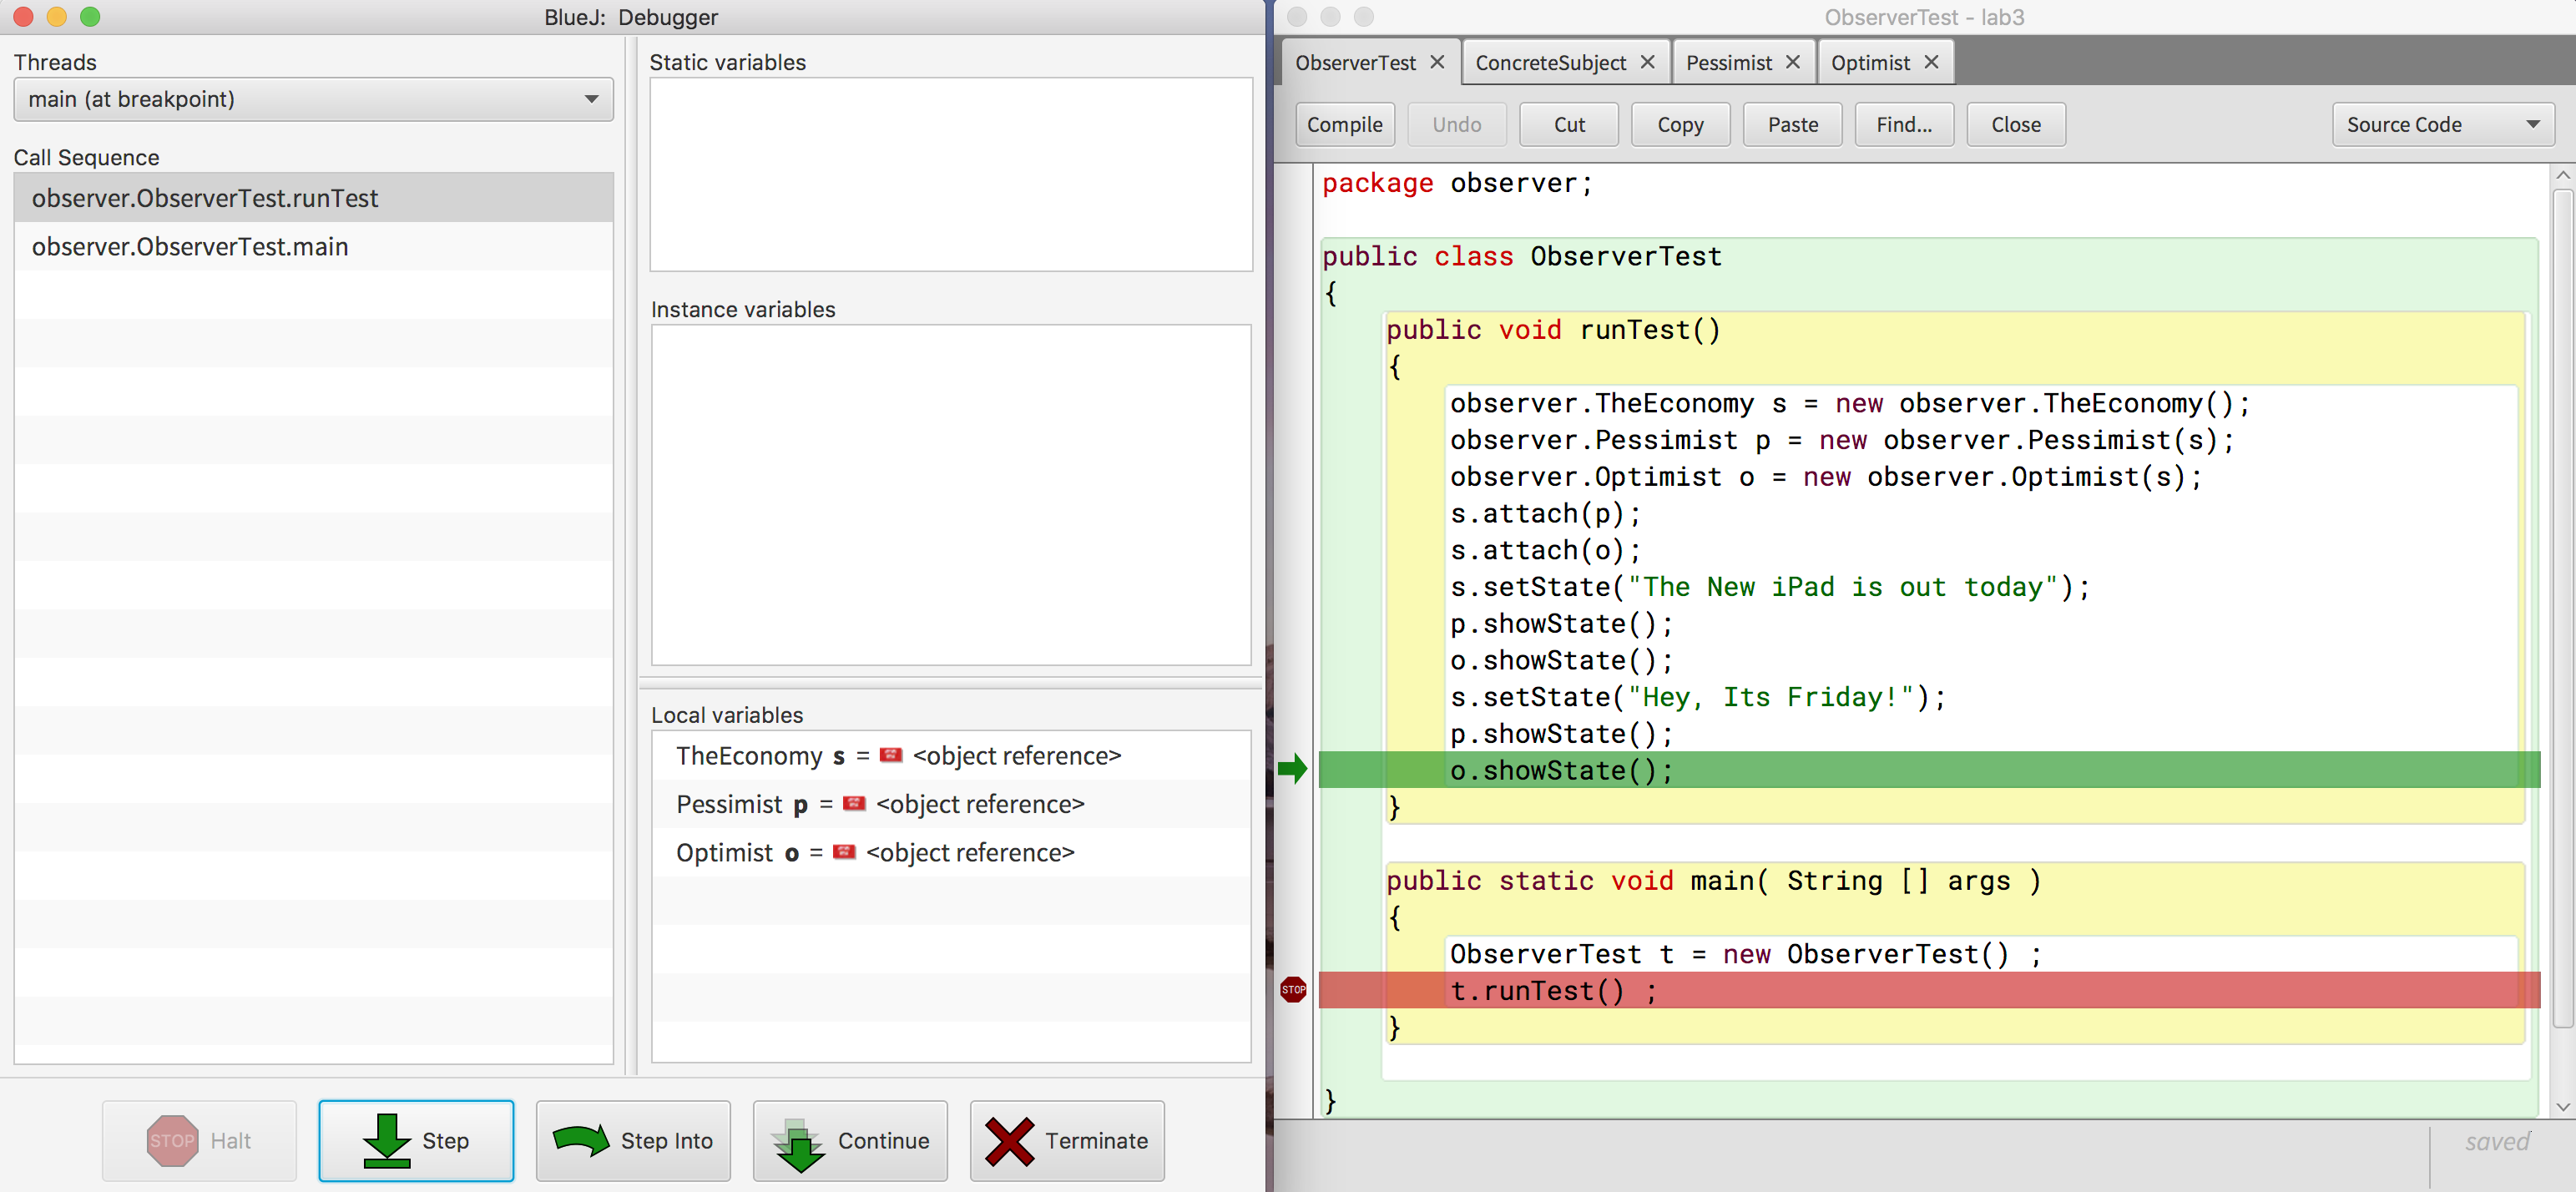 BlueJ: Debugger
Threads
main (at breakpoint)
Call Sequence
observer.ObserverTest.runTest
observer.ObserverTest.main
Static variables
Instance variables
Local variables
TheEconomy s = <object reference>
Pessimist p = <object reference>
Optimist o = <object reference>
STOP Halt
Step
Step Into
Continue
Terminate
ObserverTest - lab3
ObserverTest ConcreteSubject Pessimist Optimist
Compile Undo Cut Copy Paste Find... Close Source Code
package observer;
public class ObserverTest
{
public void runTest()
{
observer.TheEconomy s = new observer.TheEconomy();
observer.Pessimist p = new observer.Pessimist(s);
observer.Optimist o = new observer.Optimist(s);
s.attach(p);
s.attach(o);
s.setState("The New iPad is out today");
p.showState();
o.showState();
s.setState("Hey, Its Friday!");
p.showState();
o.showState();
}
public static void main( String [] args )
{
ObserverTest t = new ObserverTest() ;
STOP t.runTest() ;
}
}
saved